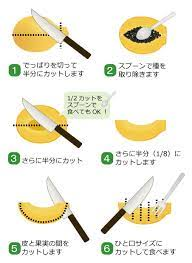 1 でっぱりを切って
半分にカットします
2 スプーンで種を
取り除きます
1/2カットを
スプーンで
食べてもOK!
3 さらに半分にカット
4 さらに半分(1/8)に
カットします
5 皮と果実の間を
カットします
6 ひと口サイズに
カットして食べます